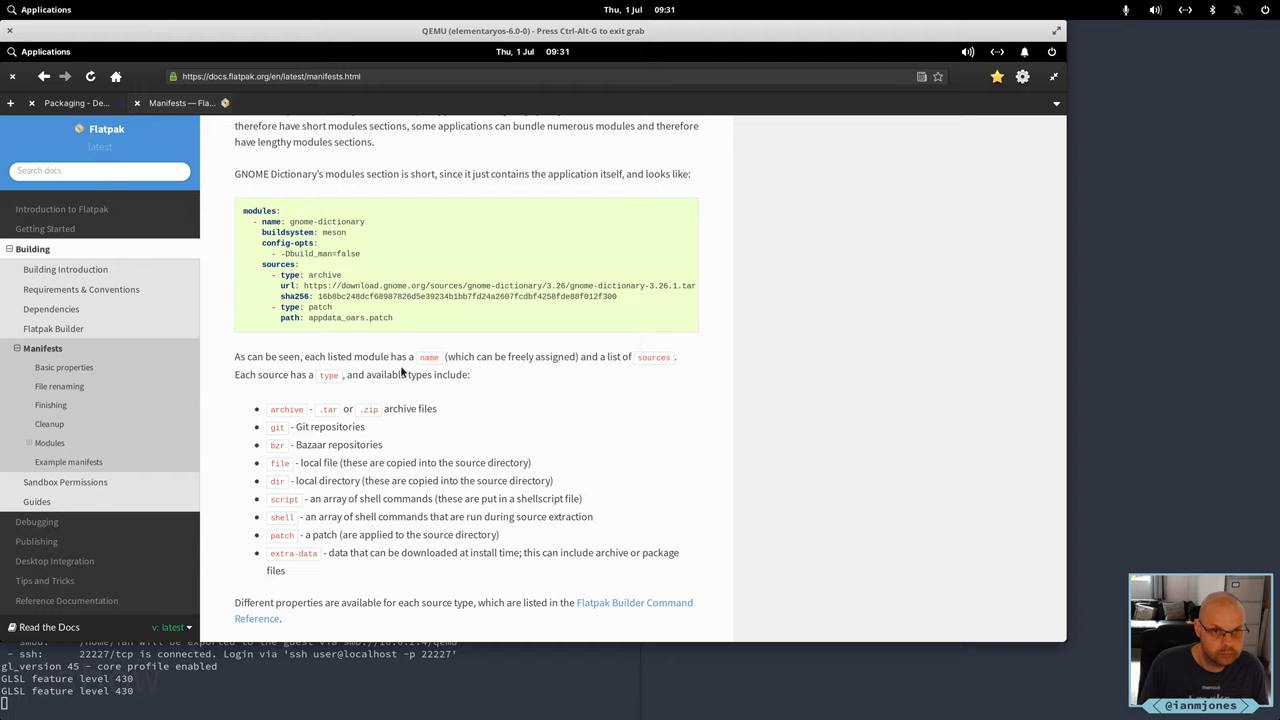 Applications
Thu, 1 Jul 09:31
QEMU (elementaryos-6.0-0) - Press Ctrl-Alt-G to exit grab
Applications
Thu, 1 Jul 09:31
https://docs.flatpak.org/en/latest/manifests.html
Packaging - De...
Manifests — Fla...
Flatpak
latest
Search docs
Introduction to Flatpak
Getting Started
Building
Building Introduction
Requirements & Conventions
Dependencies
Flatpak Builder
Manifests
Basic properties
File renaming
Finishing
Cleanup
Modules
Example manifests
Sandbox Permissions
Guides
Debugging
Publishing
Desktop Integration
Tips and Tricks
Reference Documentation
Read the Docs
v: latest
therefore have short modules sections, some applications can bundle numerous modules and therefore
have lengthy modules sections.
GNOME Dictionary's modules section is short, since it just contains the application itself, and looks like:
modules:
- name: gnome-dictionary
buildsystem: meson
config-opts:
- -Dbuild_man=false
sources:
- type: archive
url: https://download.gnome.org/sources/gnome-dictionary/3.26/gnome-dictionary-3.26.1.tar
sha256: 16b8bc248dcf68987826d5e39234b1bb7fd24a2607fcdbf4258fde88f012f300
- type: patch
path: appdata_oars.patch
As can be seen, each listed module has a name (which can be freely assigned) and a list of sources .
Each source has a type , and available types include:
• archive - .tar or .zip archive files
• git - Git repositories
• bzr - Bazaar repositories
• file - local file (these are copied into the source directory)
• dir - local directory (these are copied into the source directory)
• script - an array of shell commands (these are put in a shellscript file)
• shell - an array of shell commands that are run during source extraction
• patch - a patch (are applied to the source directory)
• extra-data - data that can be downloaded at install time; this can include archive or package
files
Different properties are available for each source type, which are listed in the Flatpak Builder Command
Reference.
- ssh: 22227/tcp is connected. Login via 'ssh user@localhost -p 22227'
gl_version 45 - core profile enabled
GLSL feature level 430
GLSL feature level 430
@ianmjones